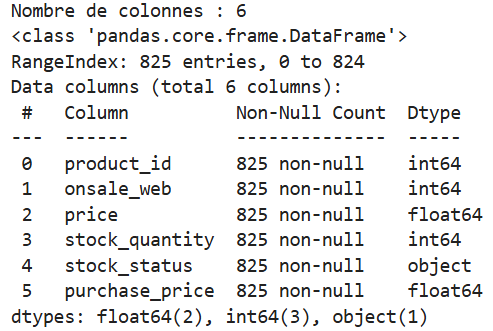 Nombre de colonnes : 6
<class 'pandas.core.frame.DataFrame'>
RangeIndex: 825 entries, 0 to 824
Data columns (total 6 columns):
 #   Column          Non-Null Count  Dtype
---  ------          --------------  -----
 0   product_id      825 non-null    int64
 1   onsale_web      825 non-null    int64
 2   price           825 non-null    float64
 3   stock_quantity  825 non-null    int64
 4   stock_status    825 non-null    object
 5   purchase_price  825 non-null    float64
dtypes: float64(2), int64(3), object(1)